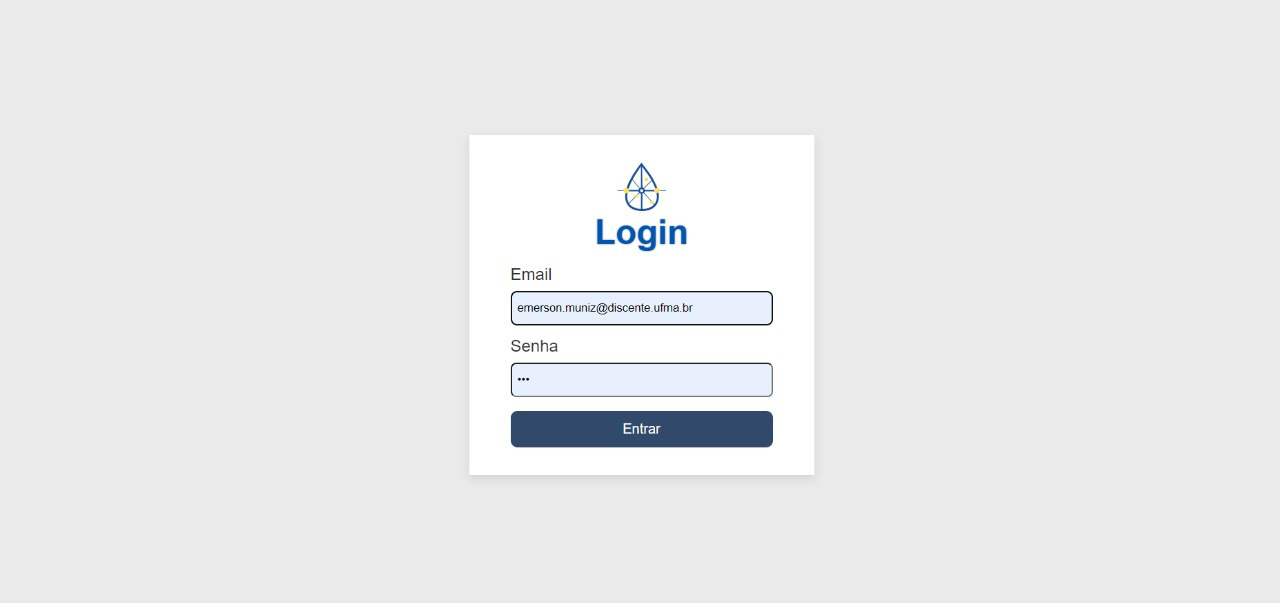 Login
Email
emerson.muniz@discente.ufma.br
Senha
•••
Entrar